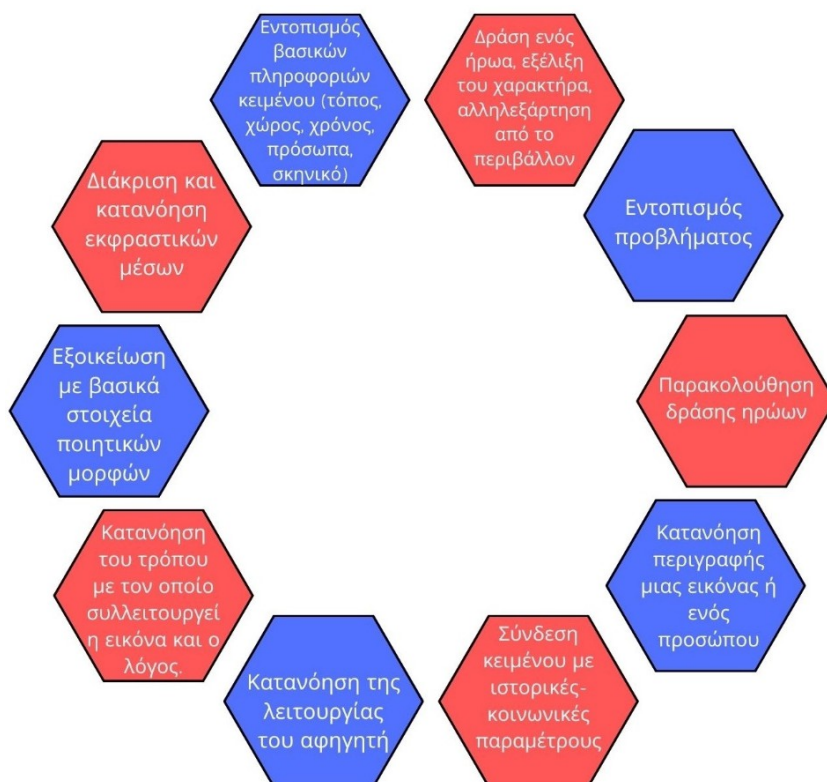 Εντοπισμός
βασικών
πληροφοριών
κειμένου (τόπος,
χώρος, χρόνος,
πρόσωπα,
σκηνικό)
Δράση ενός
ήρωα, εξέλιξη
του χαρακτήρα,
αλληλεξάρτηση
από το
περιβάλλον
Εντοπισμός
προβλήματος
Παρακολούθηση
δράσης ηρώων
Κατανόηση
περιγραφής
μιας εικόνας ή
ενός
προσώπου
Σύνδεση
κειμένου με
ιστορικές-
κοινωνικές
παραμέτρους
Κατανόηση της
λειτουργίας
του αφηγητή
Κατανόηση
του τρόπου
με τον οποίο
συλλειτουργεί
η εικόνα και ο
λόγος.
Εξοικείωση
με βασικά
στοιχεία
ποιητικών
μορφών
Διάκριση και
κατανόηση
εκφραστικών
μέσων